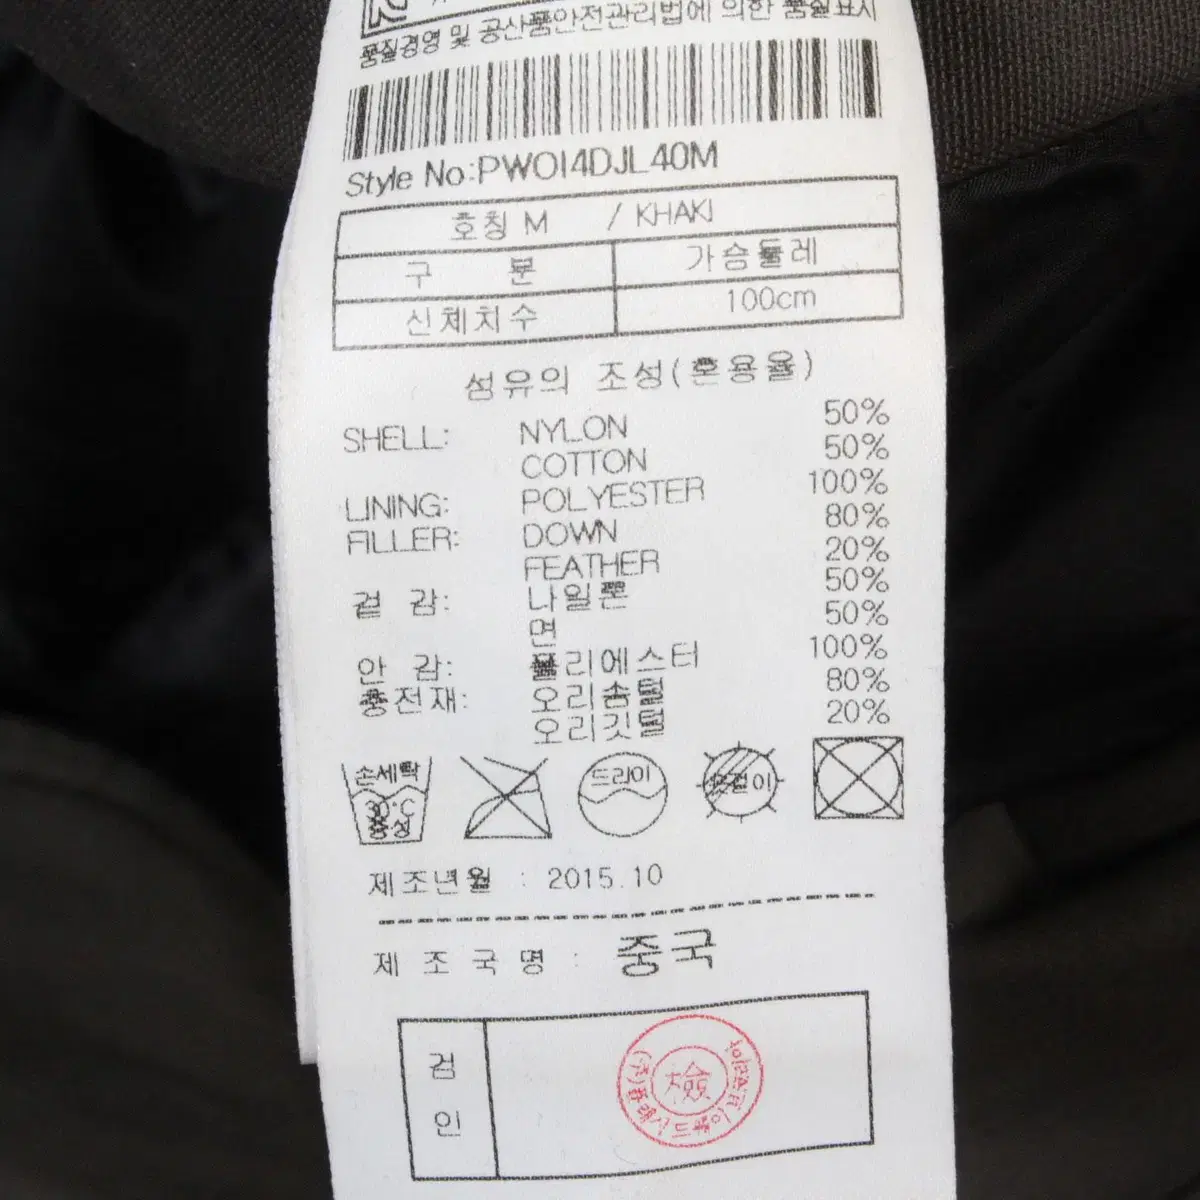 품질경영 및 공산품안전관리법에 의한 품질표시
Style No:PWOI4DJL40M
호칭 M / KHAKI
구 분 가슴둘레
신체치수 100cm
섬유의 조성(혼용율)
SHELL: NYLON 50%
COTTON 50%
LINING: POLYESTER 100%
FILLER: DOWN 80%
FEATHER 20%
겉 감: 나일론 50%
면 50%
안 감: 폴리에스터 100%
충전재: 오리솜털 80%
오리깃털 20%
손세탁 드라이 옷걸이
중성
제조년월 : 2015.10
제 조 국 명 : 중국
검
인
檢